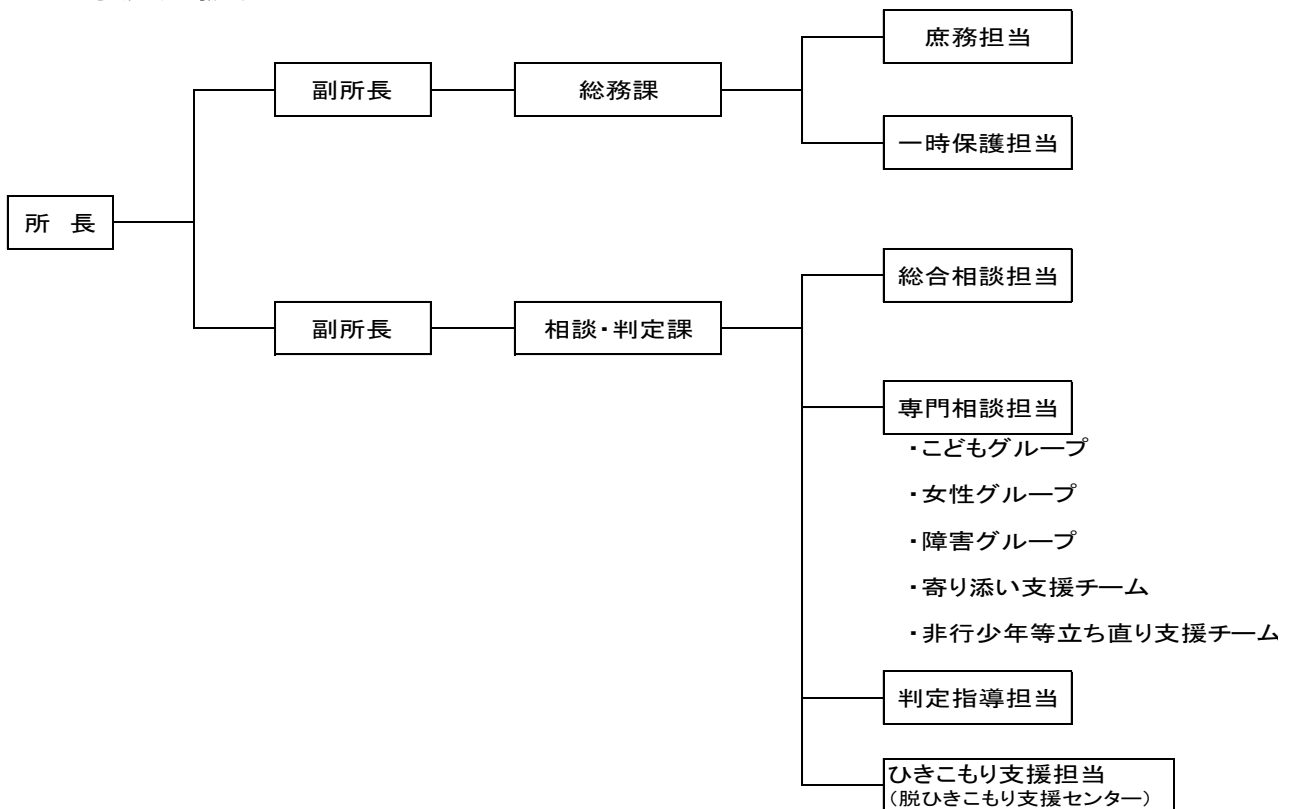 庶務担当
副所長
総務課
一時保護担当
所 長
総合相談担当
副所長
相談・判定課
専門相談担当
・こどもグループ
・女性グループ
・障害グループ
・寄り添い支援チーム
・非行少年等立ち直り支援チーム
判定指導担当
ひきこもり支援担当
(脱ひきこもり支援センター)